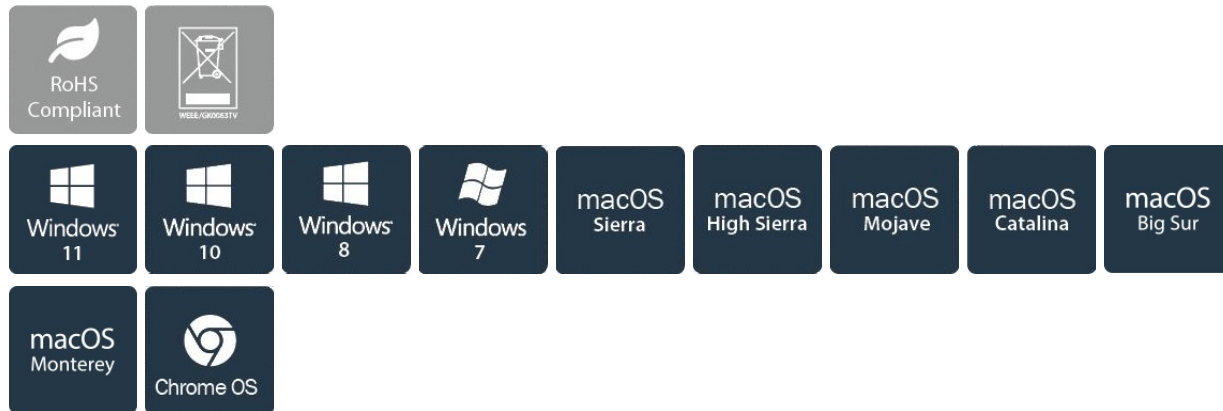 RoHS
Compliant
WEEE/GK0063TV
Windows
11
Windows
10
Windows
8
Windows
7
macOS
Sierra
macOS
High Sierra
macOS
Mojave
macOS
Catalina
macOS
Big Sur
macOS
Monterey
Chrome OS